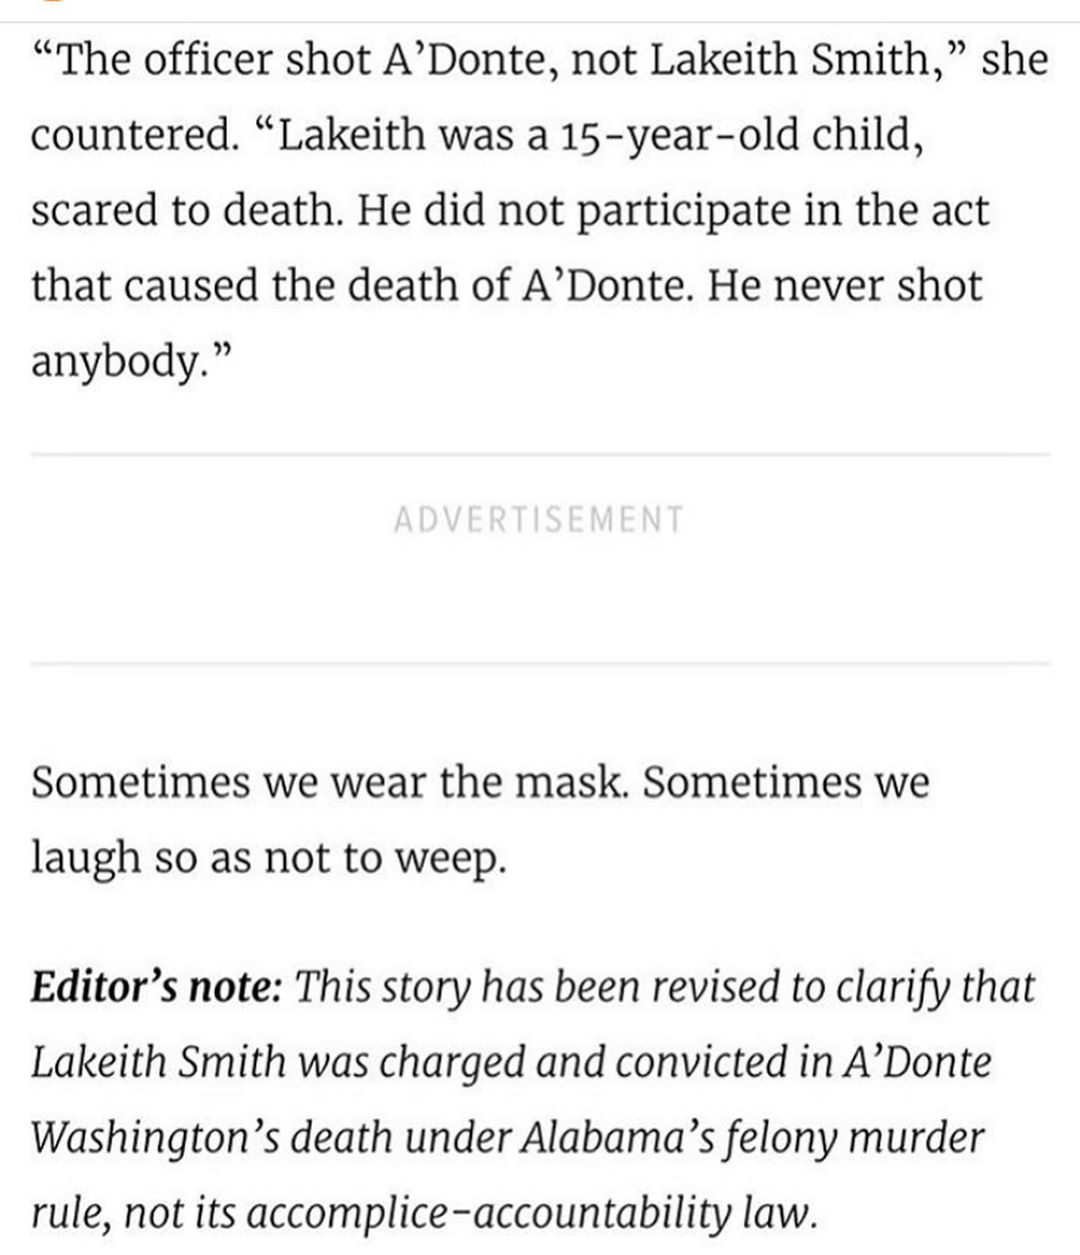 “The officer shot A’Donte, not Lakeith Smith,” she
countered. “Lakeith was a 15-year-old child,
scared to death. He did not participate in the act
that caused the death of A’Donte. He never shot
anybody.”
ADVERTISEMENT
Sometimes we wear the mask. Sometimes we
laugh so as not to weep.
Editor’s note: This story has been revised to clarify that
Lakeith Smith was charged and convicted in A’Donte
Washington’s death under Alabama’s felony murder
rule, not its accomplice-accountability law.